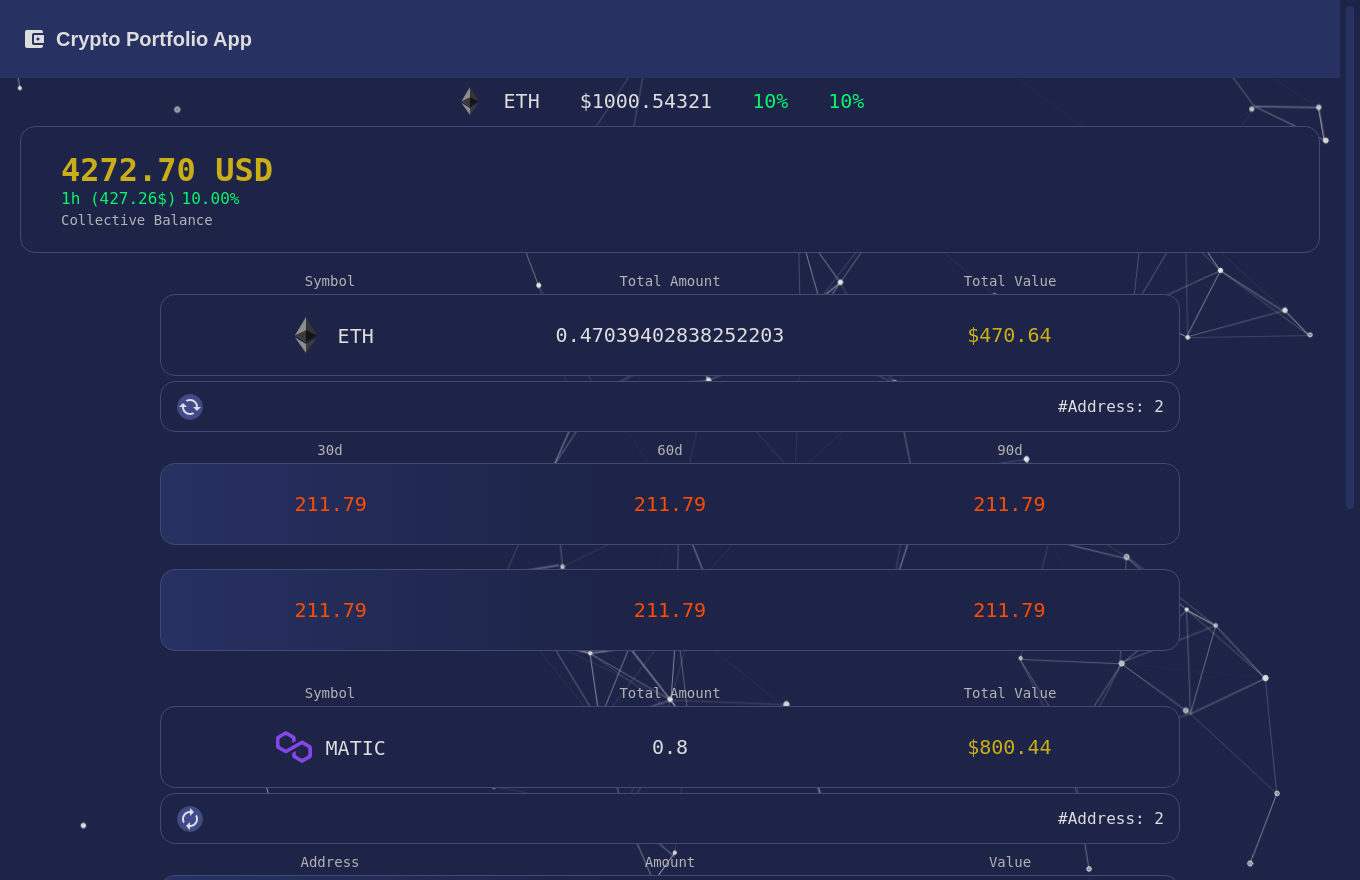 Crypto Portfolio App
ETH $1000.54321 10% 10%
4272.70 USD
1h (427.26$) 10.00%
Collective Balance
Symbol Total Amount Total Value
ETH 0.47039402838252203 $470.64
#Address: 2
30d 60d 90d
211.79 211.79 211.79
211.79 211.79 211.79
Symbol Total Amount Total Value
MATIC 0.8 $800.44
#Address: 2
Address Amount Value